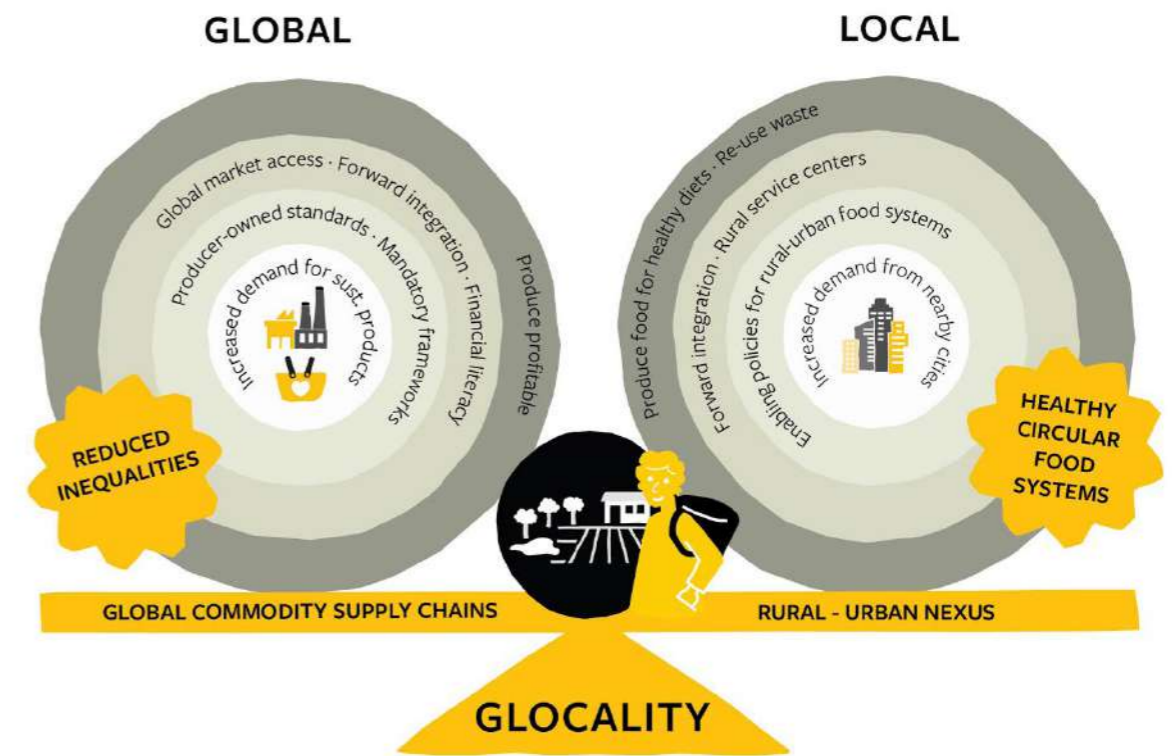 GLOBAL
LOCAL
Produce profitable
Global market access · Forward integration · Financial literacy
Producer-owned standards · Mandatory frameworks
Increased demand for sust. products
REDUCED
INEQUALITIES
Produce food for healthy diets · Re-use waste
Forward integration · Rural service centers
Enabling policies for rural-urban food systems
Increased demand from nearby cities
HEALTHY
CIRCULAR
FOOD
SYSTEMS
GLOBAL COMMODITY SUPPLY CHAINS
RURAL - URBAN NEXUS
GLOCALITY